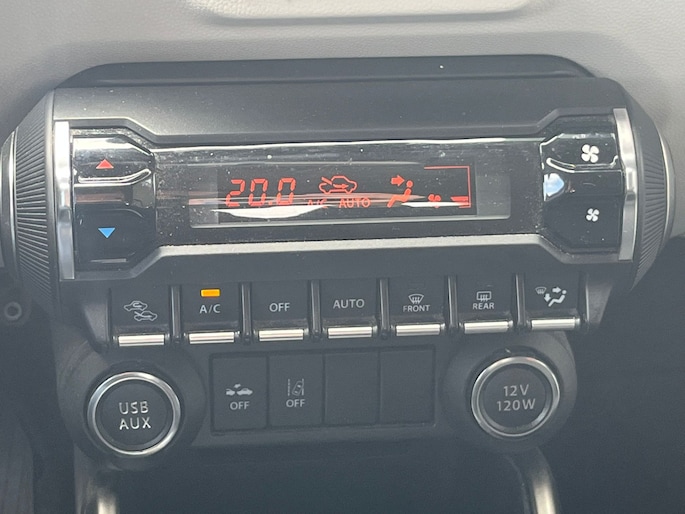 20.0
A/C AUTO
A/C
OFF
AUTO
FRONT
REAR
USB
AUX
OFF
OFF
12V
120W